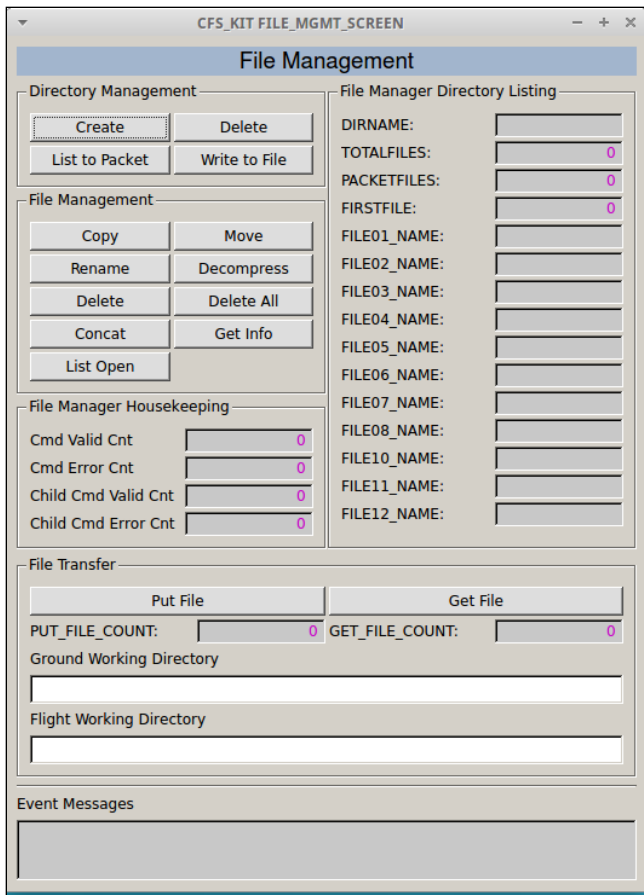 CFS_KIT FILE_MGMT_SCREEN
File Management
Directory Management
Create Delete
List to Packet Write to File
File Management
Copy Move
Rename Decompress
Delete Delete All
Concat Get Info
List Open
File Manager Housekeeping
Cmd Valid Cnt 0
Cmd Error Cnt 0
Child Cmd Valid Cnt 0
Child Cmd Error Cnt 0
File Manager Directory Listing
DIRNAME:
TOTALFILES: 0
PACKETFILES: 0
FIRSTFILE: 0
FILE01_NAME:
FILE02_NAME:
FILE03_NAME:
FILE04_NAME:
FILE05_NAME:
FILE06_NAME:
FILE07_NAME:
FILE08_NAME:
FILE10_NAME:
FILE11_NAME:
FILE12_NAME:
File Transfer
Put File Get File
PUT_FILE_COUNT: 0 GET_FILE_COUNT: 0
Ground Working Directory
Flight Working Directory
Event Messages